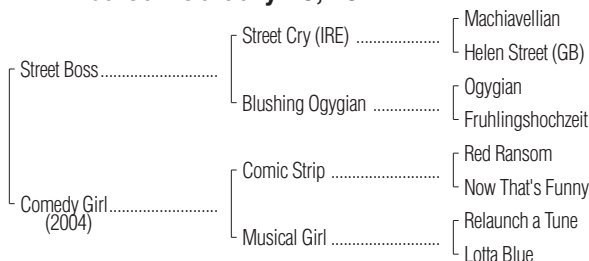 Machiavellian
Street Cry (IRE) ....................
Helen Street (GB)
Street Boss............................
Ogygian
Blushing Ogygian ................
Fruhlingshochzeit
Red Ransom
Comic Strip ..........................
Now That's Funny
Comedy Girl..........................
(2004)
Relaunch a Tune
Musical Girl ..........................
Lotta Blue